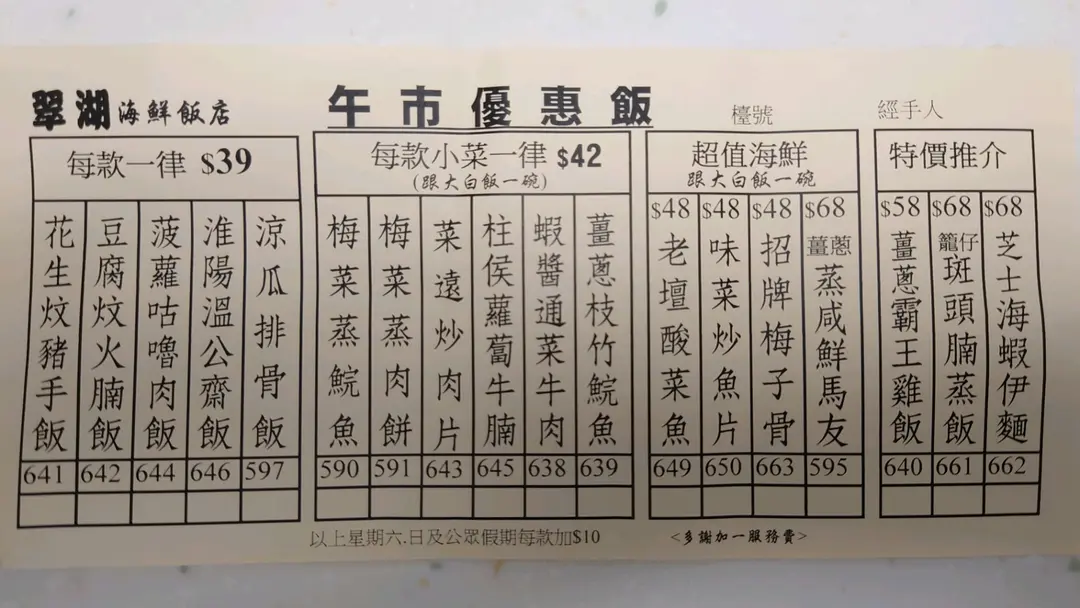 翠湖海鮮飯店
午市優惠飯
檯號
經手人
每款一律 $39
花生炆豬手飯
641
豆腐炆火腩飯
642
菠蘿咕嚕肉飯
644
淮陽溫公齋飯
646
涼瓜排骨飯
597
每款小菜一律 $42
(跟大白飯一碗)
梅菜蒸鯇魚
590
梅菜蒸肉餅
591
菜遠炒肉片
643
柱侯蘿蔔牛腩
645
蝦醬通菜牛肉
638
薑蔥枝竹鯇魚
639
超值海鮮
跟大白飯一碗
$48
老壇酸菜魚
649
$48
味菜炒魚片
650
$48
招牌梅子骨
663
$68
薑蔥蒸咸鮮馬友
595
特價推介
$58
薑蔥霸王雞飯
640
$68
籠仔斑頭腩蒸飯
661
$68
芝士海蝦伊麵
662
以上星期六.日及公眾假期每款加$10
<多謝加一服務費>